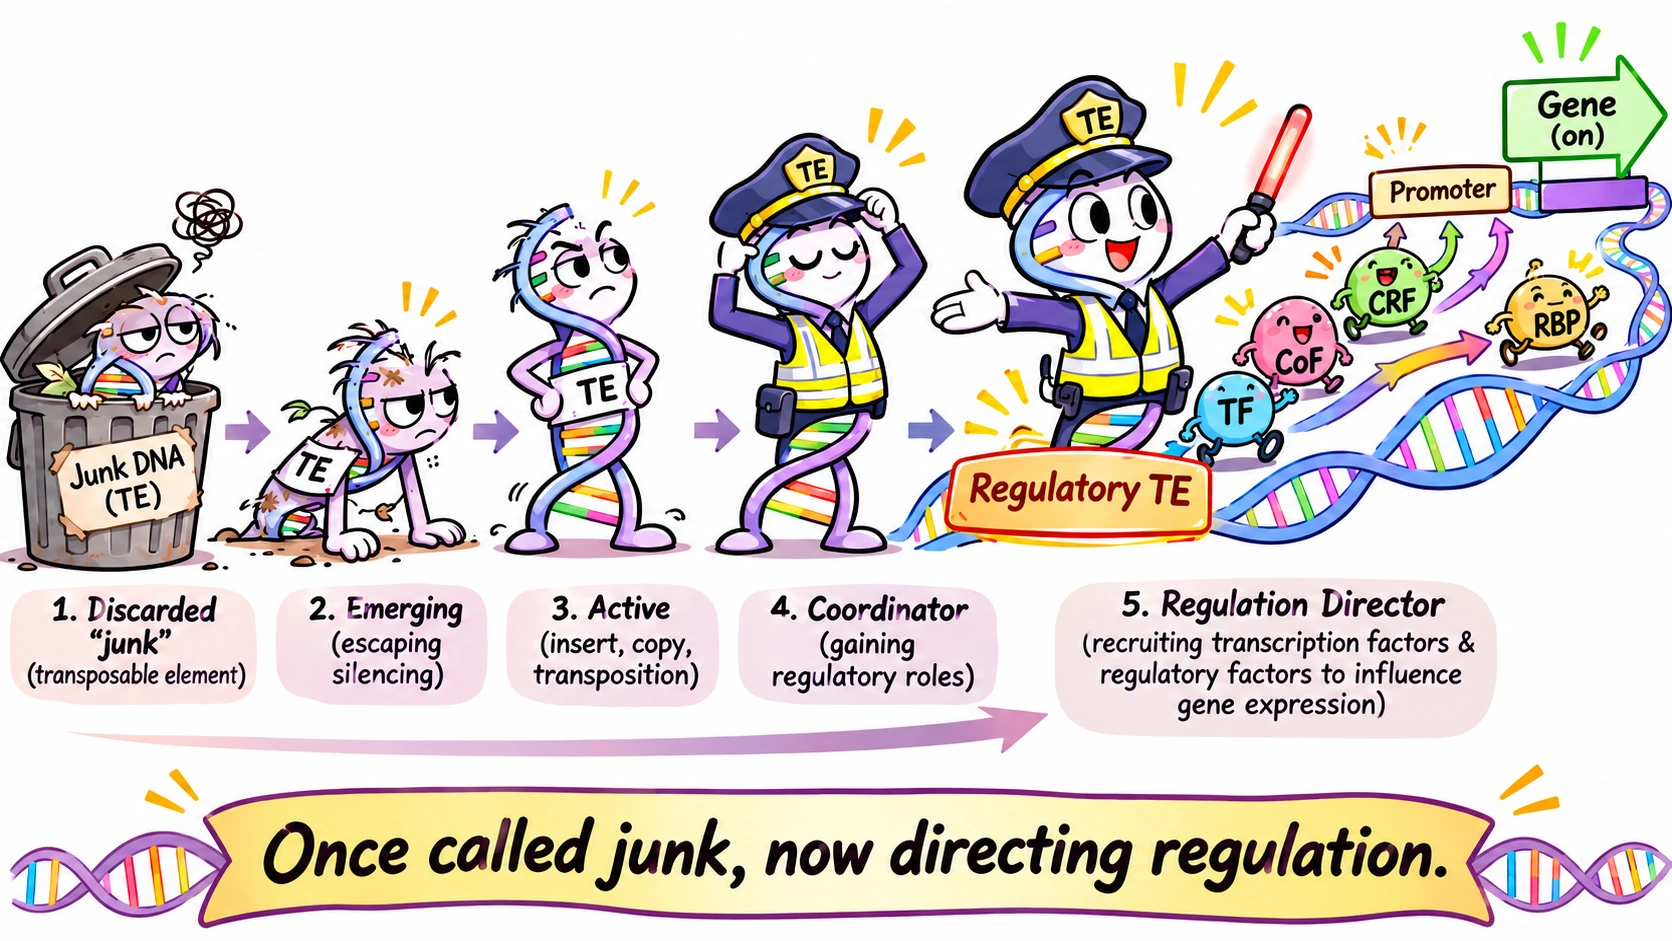 Gene
(on)
TE
TE
Promoter
CRF
RBP
CoF
TF
TE
TE
Junk DNA
(TE)
Regulatory TE
1. Discarded
“junk”
(transposable element)
2. Emerging
(escaping
silencing)
3. Active
(insert, copy,
transposition)
4. Coordinator
(gaining
regulatory roles)
5. Regulation Director
(recruiting transcription factors &
regulatory factors to influence
gene expression)
Once called junk, now directing regulation.